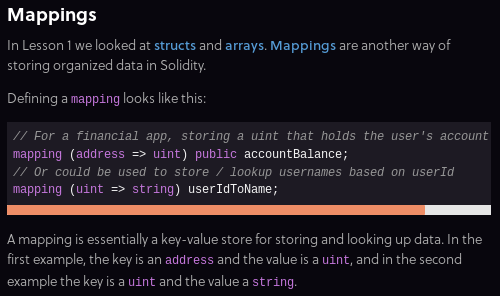 Mappings
In Lesson 1 we looked at structs and arrays. Mappings are another way of
storing organized data in Solidity.
Defining a mapping looks like this:
// For a financial app, storing a uint that holds the user's account
mapping (address => uint) public accountBalance;
// Or could be used to store / lookup usernames based on userId
mapping (uint => string) userIdToName;
A mapping is essentially a key-value store for storing and looking up data. In the
first example, the key is an address and the value is a uint, and in the second
example the key is a uint and the value a string.